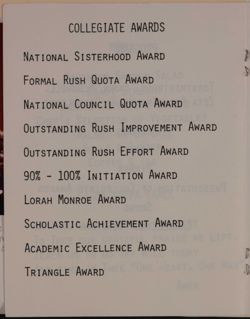 COLLEGIATE AWARDS
NATIONAL SISTERHOOD AWARD
FORMAL RUSH QUOTA AWARD
NATIONAL COUNCIL QUOTA AWARD
OUTSTANDING RUSH IMPROVEMENT AWARD
OUTSTANDING RUSH EFFORT AWARD
90% - 100% INITIATION AWARD
LORAH MONROE AWARD
SCHOLASTIC ACHIEVEMENT AWARD
ACADEMIC EXCELLENCE AWARD
TRIANGLE AWARD